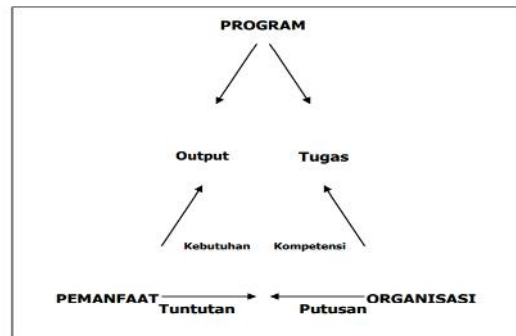 PROGRAM
Output Tugas
Kebutuhan Kompetensi
PEMANFAAT ORGANISASI
Tuntutan Putusan